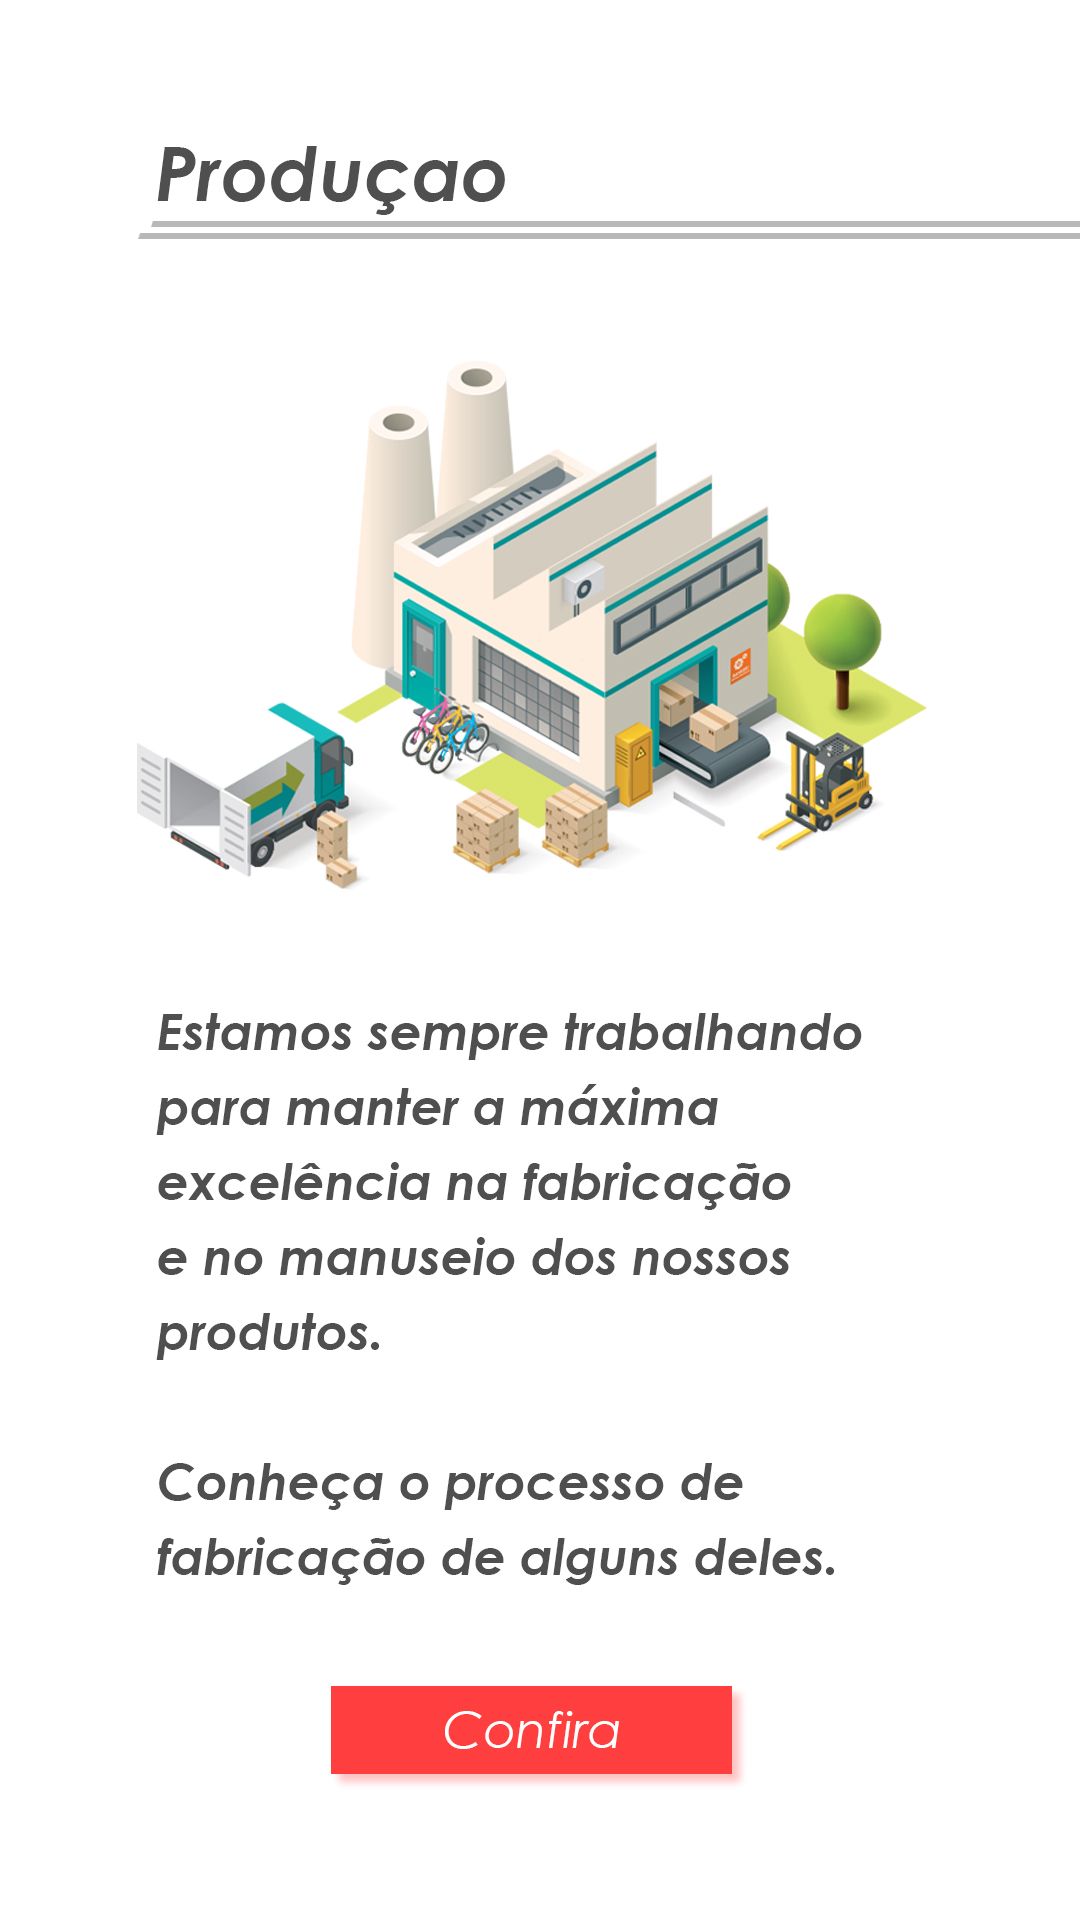 Produçao
Estamos sempre trabalhando
para manter a máxima
excelência na fabricação
e no manuseio dos nossos
produtos.
Conheça o processo de
fabricação de alguns deles.
Confira